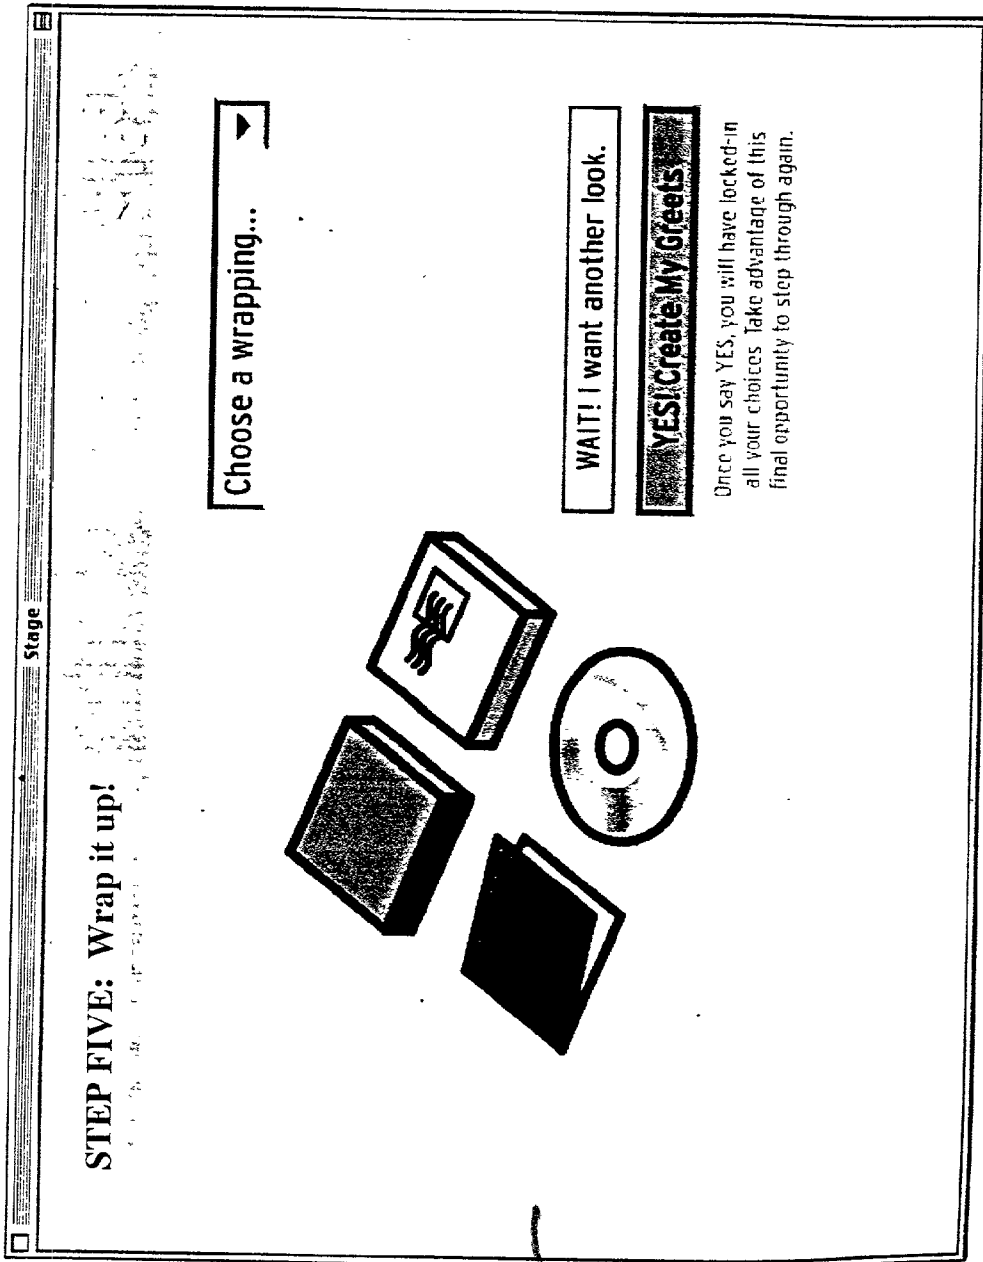 Stage
STEP FIVE: Wrap it up!
Choose a wrapping...
WAIT! I want another look.
YES! Create My Greets!
Once you say YES, you will have locked-in
all your choices. Take advantage of this
final opportunity to step through again.